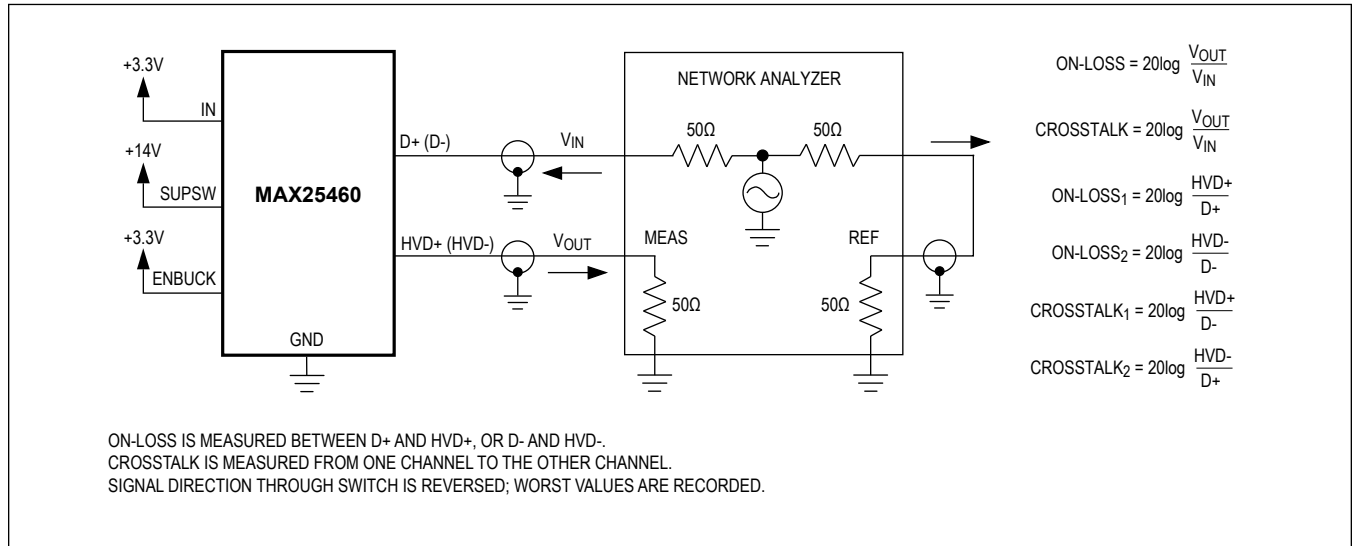 +3.3V
IN
+14V
SUPSW
+3.3V
ENBUCK
MAX25460
GND
D+ (D-)
HVD+ (HVD-)
VIN
VOUT
NETWORK ANALYZER
50Ω
50Ω
MEAS
REF
50Ω
50Ω
ON-LOSS = 20log VOUT
VIN
CROSSTALK = 20log VOUT
VIN
ON-LOSS1 = 20log HVD+
D+
ON-LOSS2 = 20log HVD-
D-
CROSSTALK1 = 20log HVD+
D-
CROSSTALK2 = 20log HVD-
D+
ON-LOSS IS MEASURED BETWEEN D+ AND HVD+, OR D- AND HVD-.
CROSSTALK IS MEASURED FROM ONE CHANNEL TO THE OTHER CHANNEL.
SIGNAL DIRECTION THROUGH SWITCH IS REVERSED; WORST VALUES ARE RECORDED.